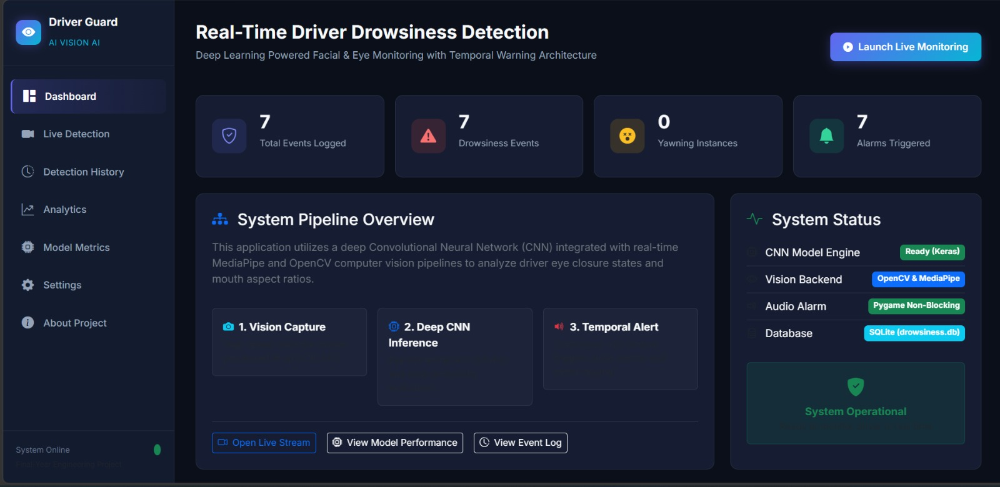 Driver Guard
AI VISION AI
Dashboard
Live Detection
Detection History
Analytics
Model Metrics
Settings
About Project
System Online
Final Year Engineering Project
Real-Time Driver Drowsiness Detection
Deep Learning Powered Facial & Eye Monitoring with Temporal Warning Architecture
Launch Live Monitoring
7
Total Events Logged
7
Drowsiness Events
0
Yawning Instances
7
Alarms Triggered
System Pipeline Overview
This application utilizes a deep Convolutional Neural Network (CNN) integrated with real-time
MediaPipe and OpenCV computer vision pipelines to analyze driver eye closure states and
mouth aspect ratios.
1. Vision Capture
2. Deep CNN
Inference
3. Temporal Alert
Open Live Stream
View Model Performance
View Event Log
System Status
CNN Model Engine
Ready (Keras)
Vision Backend
OpenCV & MediaPipe
Audio Alarm
Pygame Non-Blocking
Database
SQLite (drowsiness.db)
System Operational